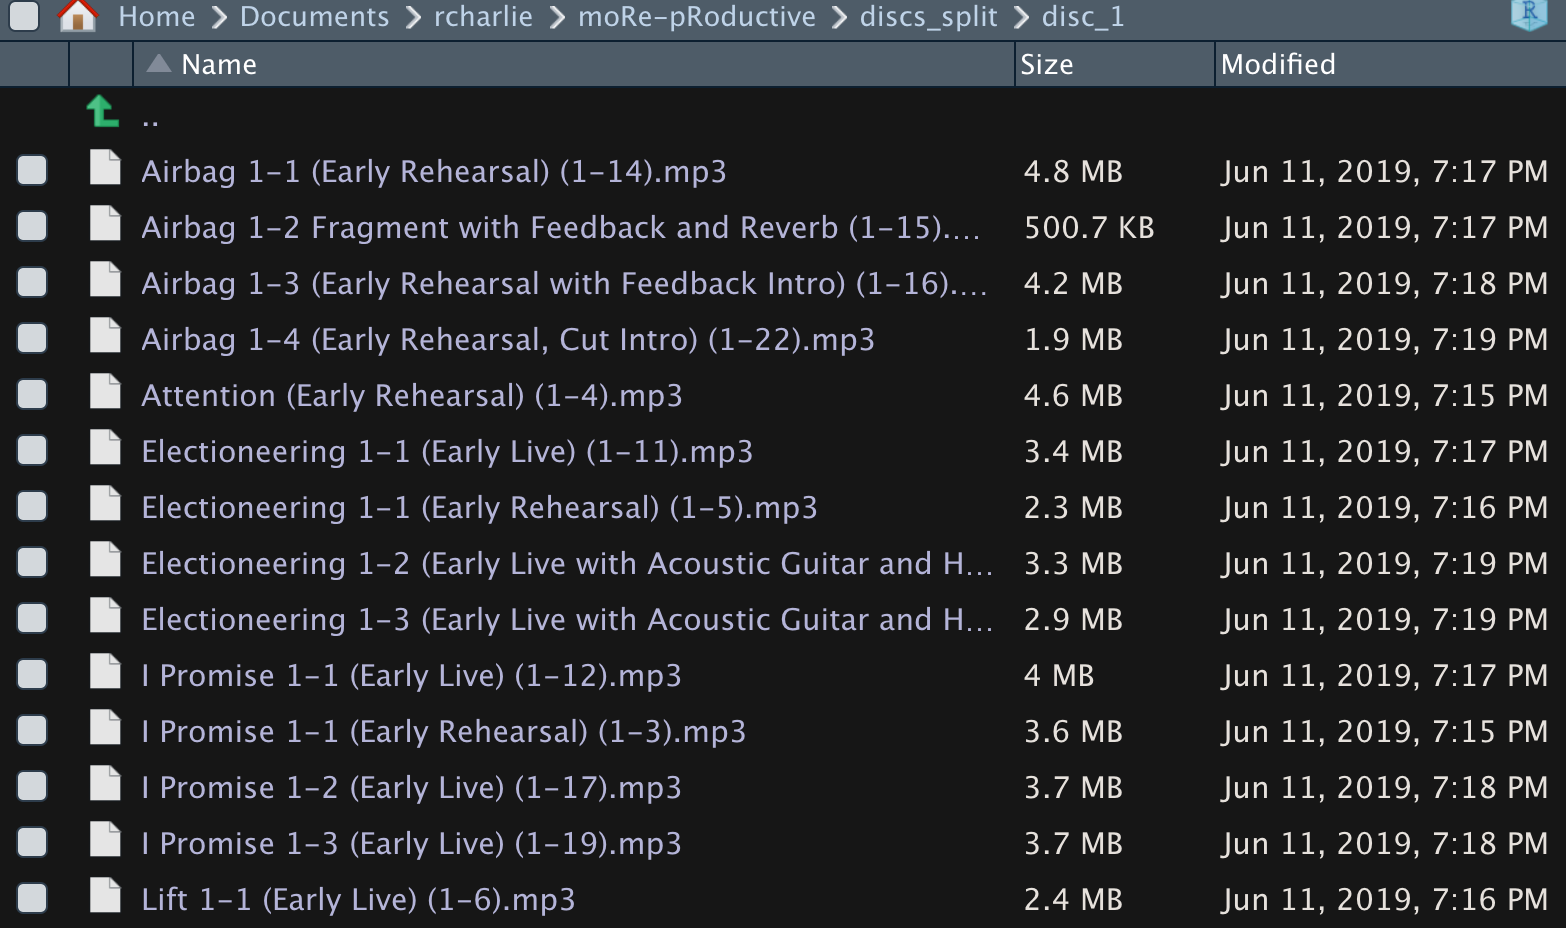 Home Documents rcharlie moRe-pRoductive discs_split disc_1 R
Name Size Modified
..
Airbag 1-1 (Early Rehearsal) (1-14).mp3 4.8 MB Jun 11, 2019, 7:17 PM
Airbag 1-2 Fragment with Feedback and Reverb (1-15).... 500.7 KB Jun 11, 2019, 7:17 PM
Airbag 1-3 (Early Rehearsal with Feedback Intro) (1-16).... 4.2 MB Jun 11, 2019, 7:18 PM
Airbag 1-4 (Early Rehearsal, Cut Intro) (1-22).mp3 1.9 MB Jun 11, 2019, 7:19 PM
Attention (Early Rehearsal) (1-4).mp3 4.6 MB Jun 11, 2019, 7:15 PM
Electioneering 1-1 (Early Live) (1-11).mp3 3.4 MB Jun 11, 2019, 7:17 PM
Electioneering 1-1 (Early Rehearsal) (1-5).mp3 2.3 MB Jun 11, 2019, 7:16 PM
Electioneering 1-2 (Early Live with Acoustic Guitar and H... 3.3 MB Jun 11, 2019, 7:19 PM
Electioneering 1-3 (Early Live with Acoustic Guitar and H... 2.9 MB Jun 11, 2019, 7:19 PM
I Promise 1-1 (Early Live) (1-12).mp3 4 MB Jun 11, 2019, 7:17 PM
I Promise 1-1 (Early Rehearsal) (1-3).mp3 3.6 MB Jun 11, 2019, 7:15 PM
I Promise 1-2 (Early Live) (1-17).mp3 3.7 MB Jun 11, 2019, 7:18 PM
I Promise 1-3 (Early Live) (1-19).mp3 3.7 MB Jun 11, 2019, 7:18 PM
Lift 1-1 (Early Live) (1-6).mp3 2.4 MB Jun 11, 2019, 7:16 PM